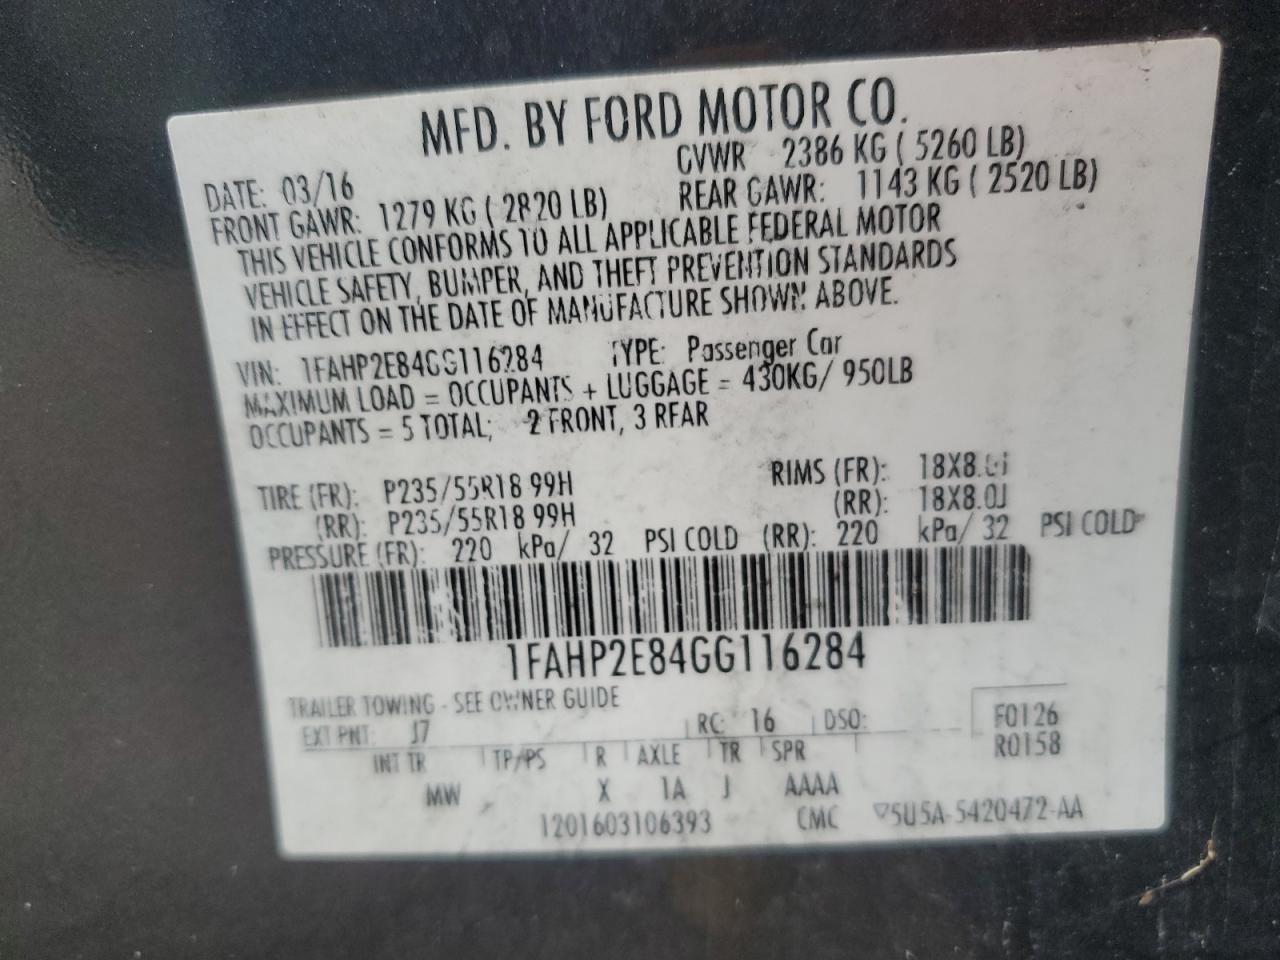 MFD. BY FORD MOTOR CO.
DATE: 03/16 GVWR 2386 KG ( 5260 LB)
FRONT GAWR: 1279 KG ( 2820 LB) REAR GAWR: 1143 KG ( 2520 LB)
THIS VEHICLE CONFORMS TO ALL APPLICABLE FEDERAL MOTOR
VEHICLE SAFETY, BUMPER, AND THEFT PREVENTION STANDARDS
IN EFFECT ON THE DATE OF MANUFACTURE SHOWN ABOVE.
VIN: 1FAHP2E84GG116284 TYPE: Passenger Car
MAXIMUM LOAD = OCCUPANTS + LUGGAGE = 430KG/ 950LB
OCCUPANTS = 5 TOTAL; 2 FRONT, 3 REAR
TIRE (FR): P235/55R18 99H RIMS (FR): 18X8.0J
(RR): P235/55R18 99H (RR): 18X8.0J
PRESSURE (FR): 220 kPa/ 32 PSI COLD (RR): 220 kPa/ 32 PSI COLD
1FAHP2E84GG116284
TRAILER TOWING - SEE OWNER GUIDE
EXT PNT: J7 RC: 16 DSO: F0126
INT TR TP/PS R AXLE TR SPR R0158
MW X 1A J AAAA
1201603106393 CMC ▽5U5A-5420472-AA